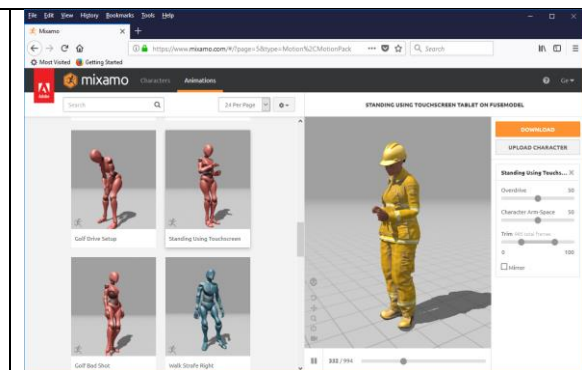 File Edit View History Bookmarks Tools Help
Mixamo
https://www.mixamo.com/#/?page=5&type=Motion%2CMotionPack
Search
Most Visited Getting Started
Adobe
mixamo Characters Animations
Search 24 Per Page
STANDING USING TOUCHSCREEN TABLET ON FUSEMODEL
DOWNLOAD
UPLOAD CHARACTER
Golf Drive Setup
Standing Using Touchscreen
Golf Bad Shot
Walk Strafe Right
Standing Using Touchs...
Overdrive 50
Character Arm-Space 50
Trim
0 100
Mirror
332 / 994